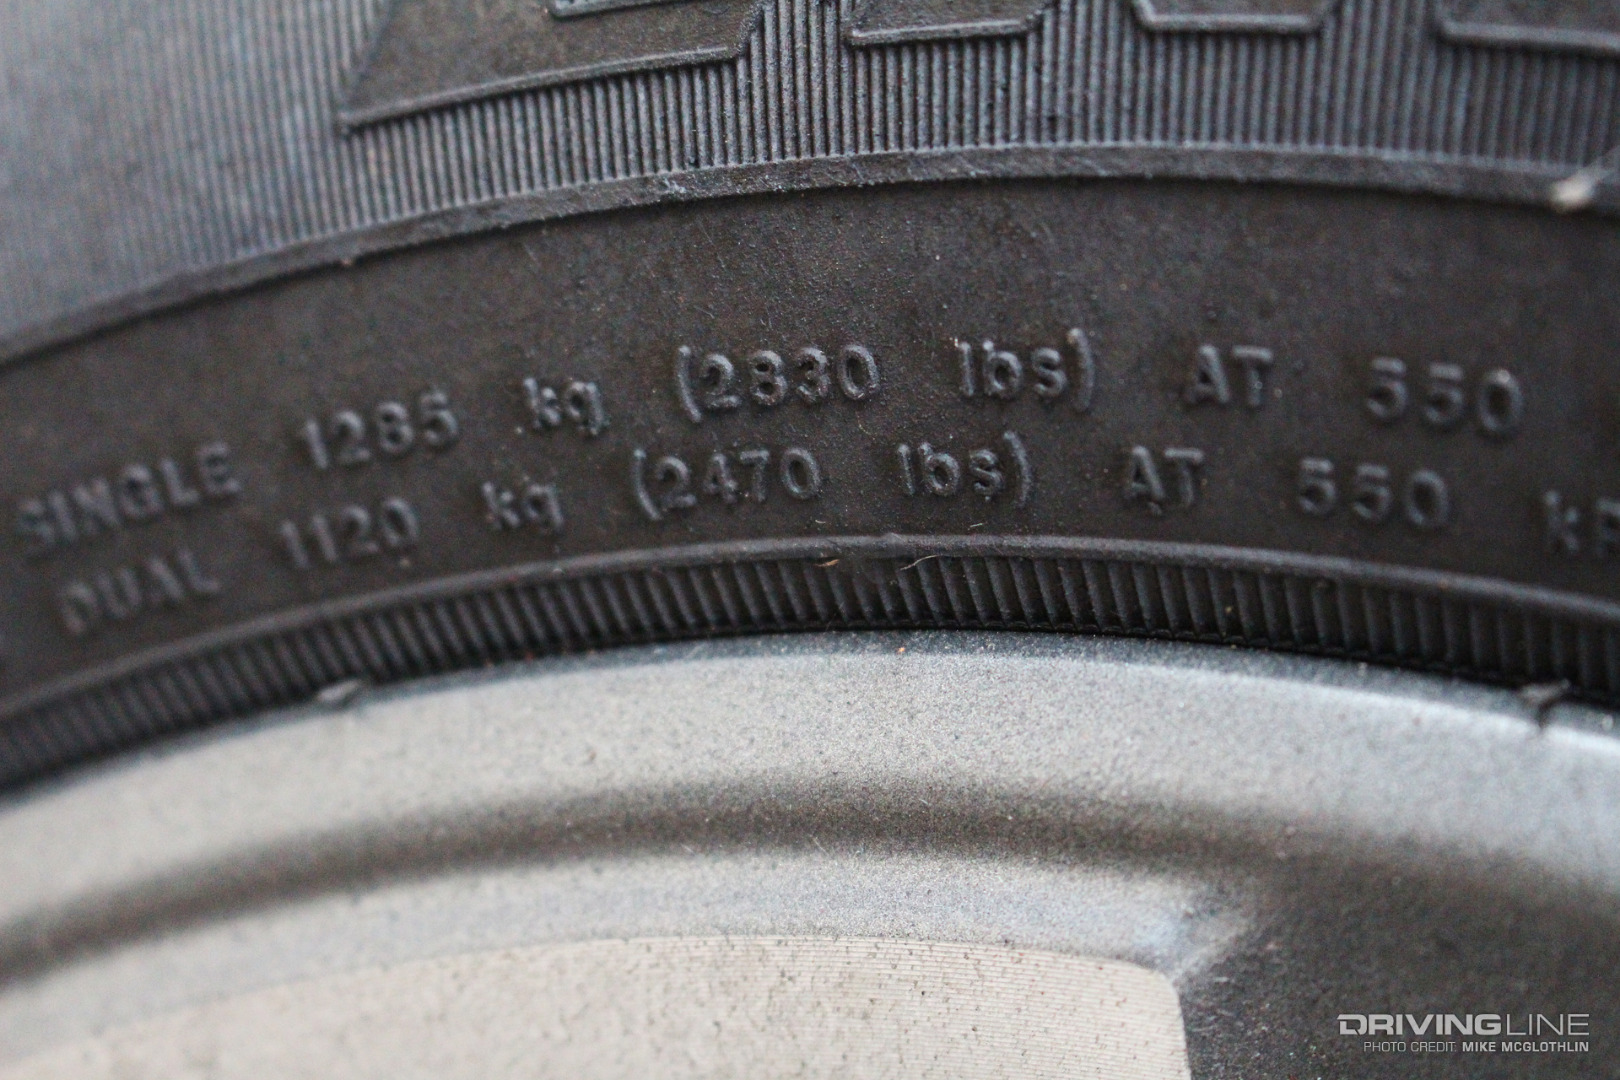 SINGLE 1285 kg (2830 lbs) AT 550
DUAL 1120 kg (2470 lbs) AT 550 kP
DRIVINGLINE
PHOTO CREDIT: MIKE MCGLOTHLIN